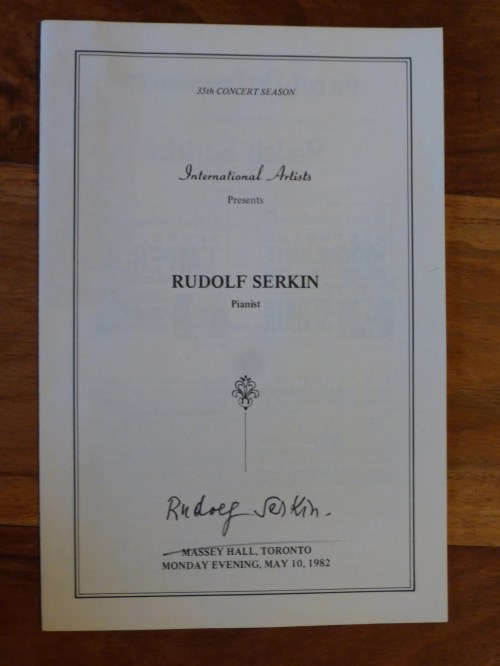 35th CONCERT SEASON
International Artists
Presents
RUDOLF SERKIN
Pianist
Rudolf Serkin.
MASSEY HALL, TORONTO
MONDAY EVENING, MAY 10, 1982